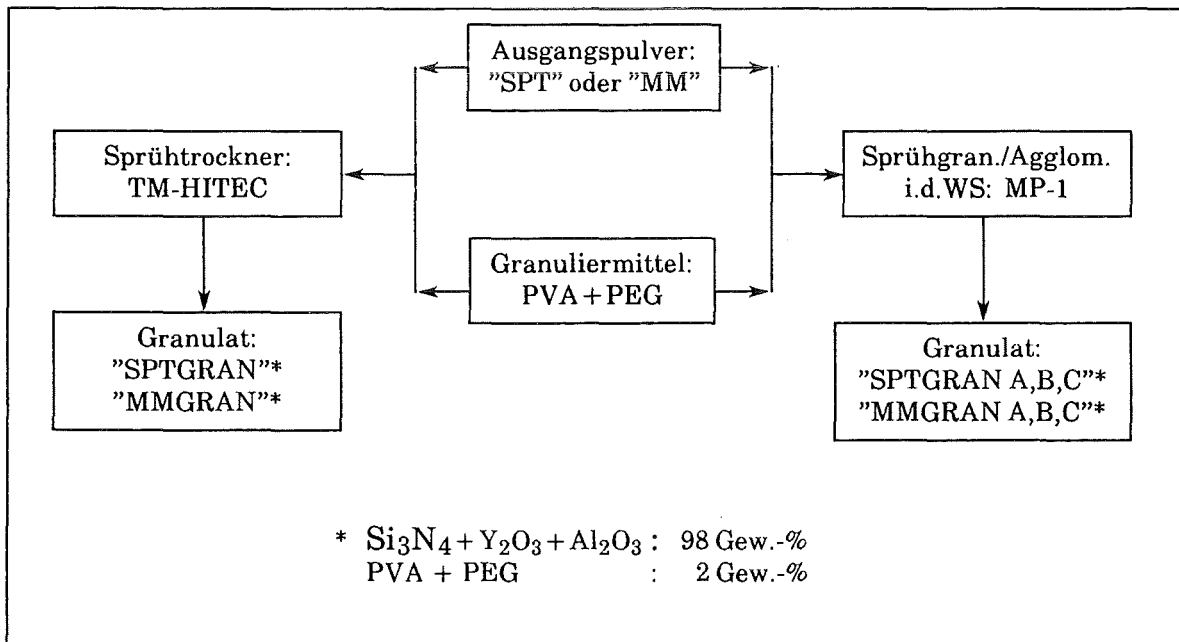 Ausgangspulver:
”SPT” oder ”MM”
Sprühtrockner:
TM-HITEC
Sprühgran./Agglom.
i.d.WS: MP-1
Granuliermittel:
PVA+PEG
Granulat:
”SPTGRAN”*
”MMGRAN”*
Granulat:
”SPTGRAN A,B,C”*
”MMGRAN A,B,C”*
* Si₃N₄+Y₂O₃+Al₂O₃ : 98 Gew.-%
PVA + PEG : 2 Gew.-%